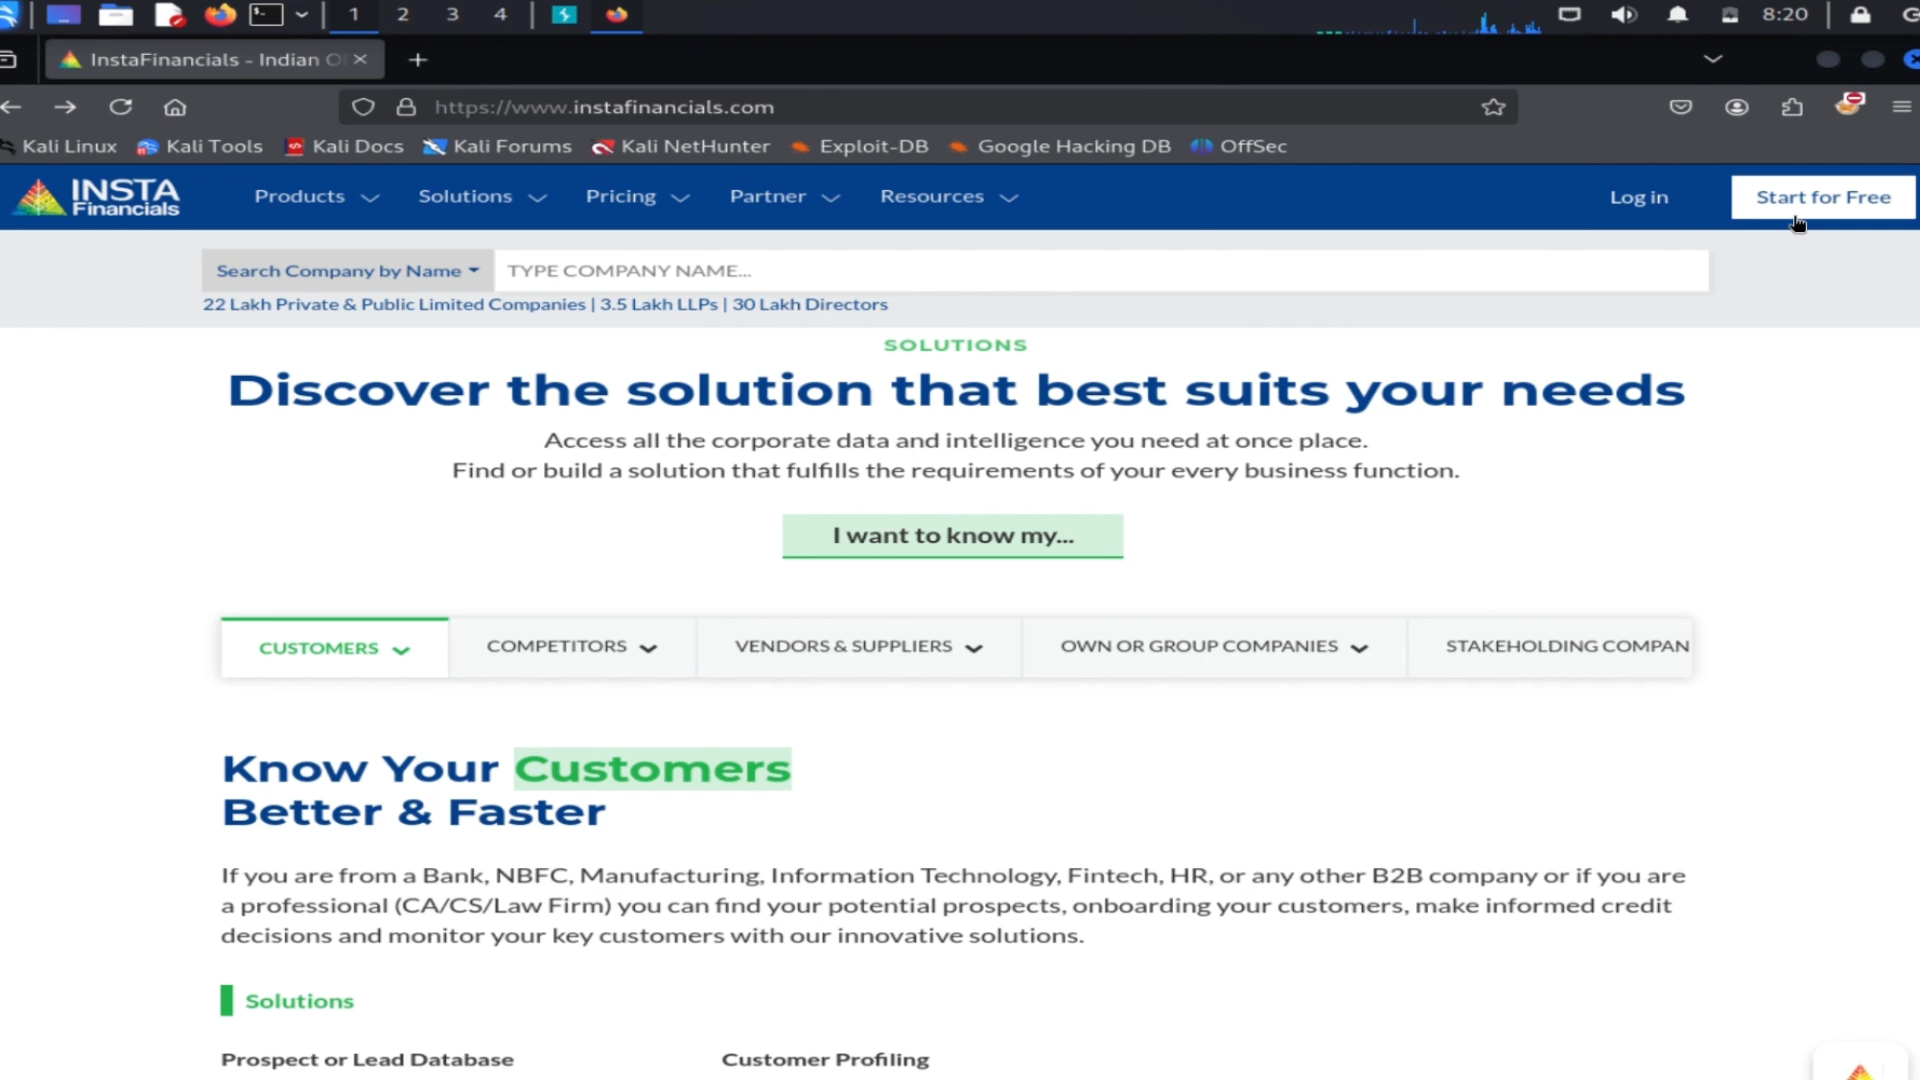 1 2 3 4 8:20
InstaFinancials - Indian
https://www.instafinancials.com
Kali Linux Kali Tools Kali Docs Kali Forums Kali NetHunter Exploit-DB Google Hacking DB OffSec
INSTA
Financials
Products Solutions Pricing Partner Resources Log in Start for Free
Search Company by Name TYPE COMPANY NAME...
22 Lakh Private & Public Limited Companies | 3.5 Lakh LLPs | 30 Lakh Directors
SOLUTIONS
Discover the solution that best suits your needs
Access all the corporate data and intelligence you need at once place.
Find or build a solution that fulfills the requirements of your every business function.
I want to know my...
CUSTOMERS COMPETITORS VENDORS & SUPPLIERS OWN OR GROUP COMPANIES STAKEHOLDING COMPAN
Know Your Customers
Better & Faster
If you are from a Bank, NBFC, Manufacturing, Information Technology, Fintech, HR, or any other B2B company or if you are
a professional (CA/CS/Law Firm) you can find your potential prospects, onboarding your customers, make informed credit
decisions and monitor your key customers with our innovative solutions.
Solutions
Prospect or Lead Database Customer Profiling